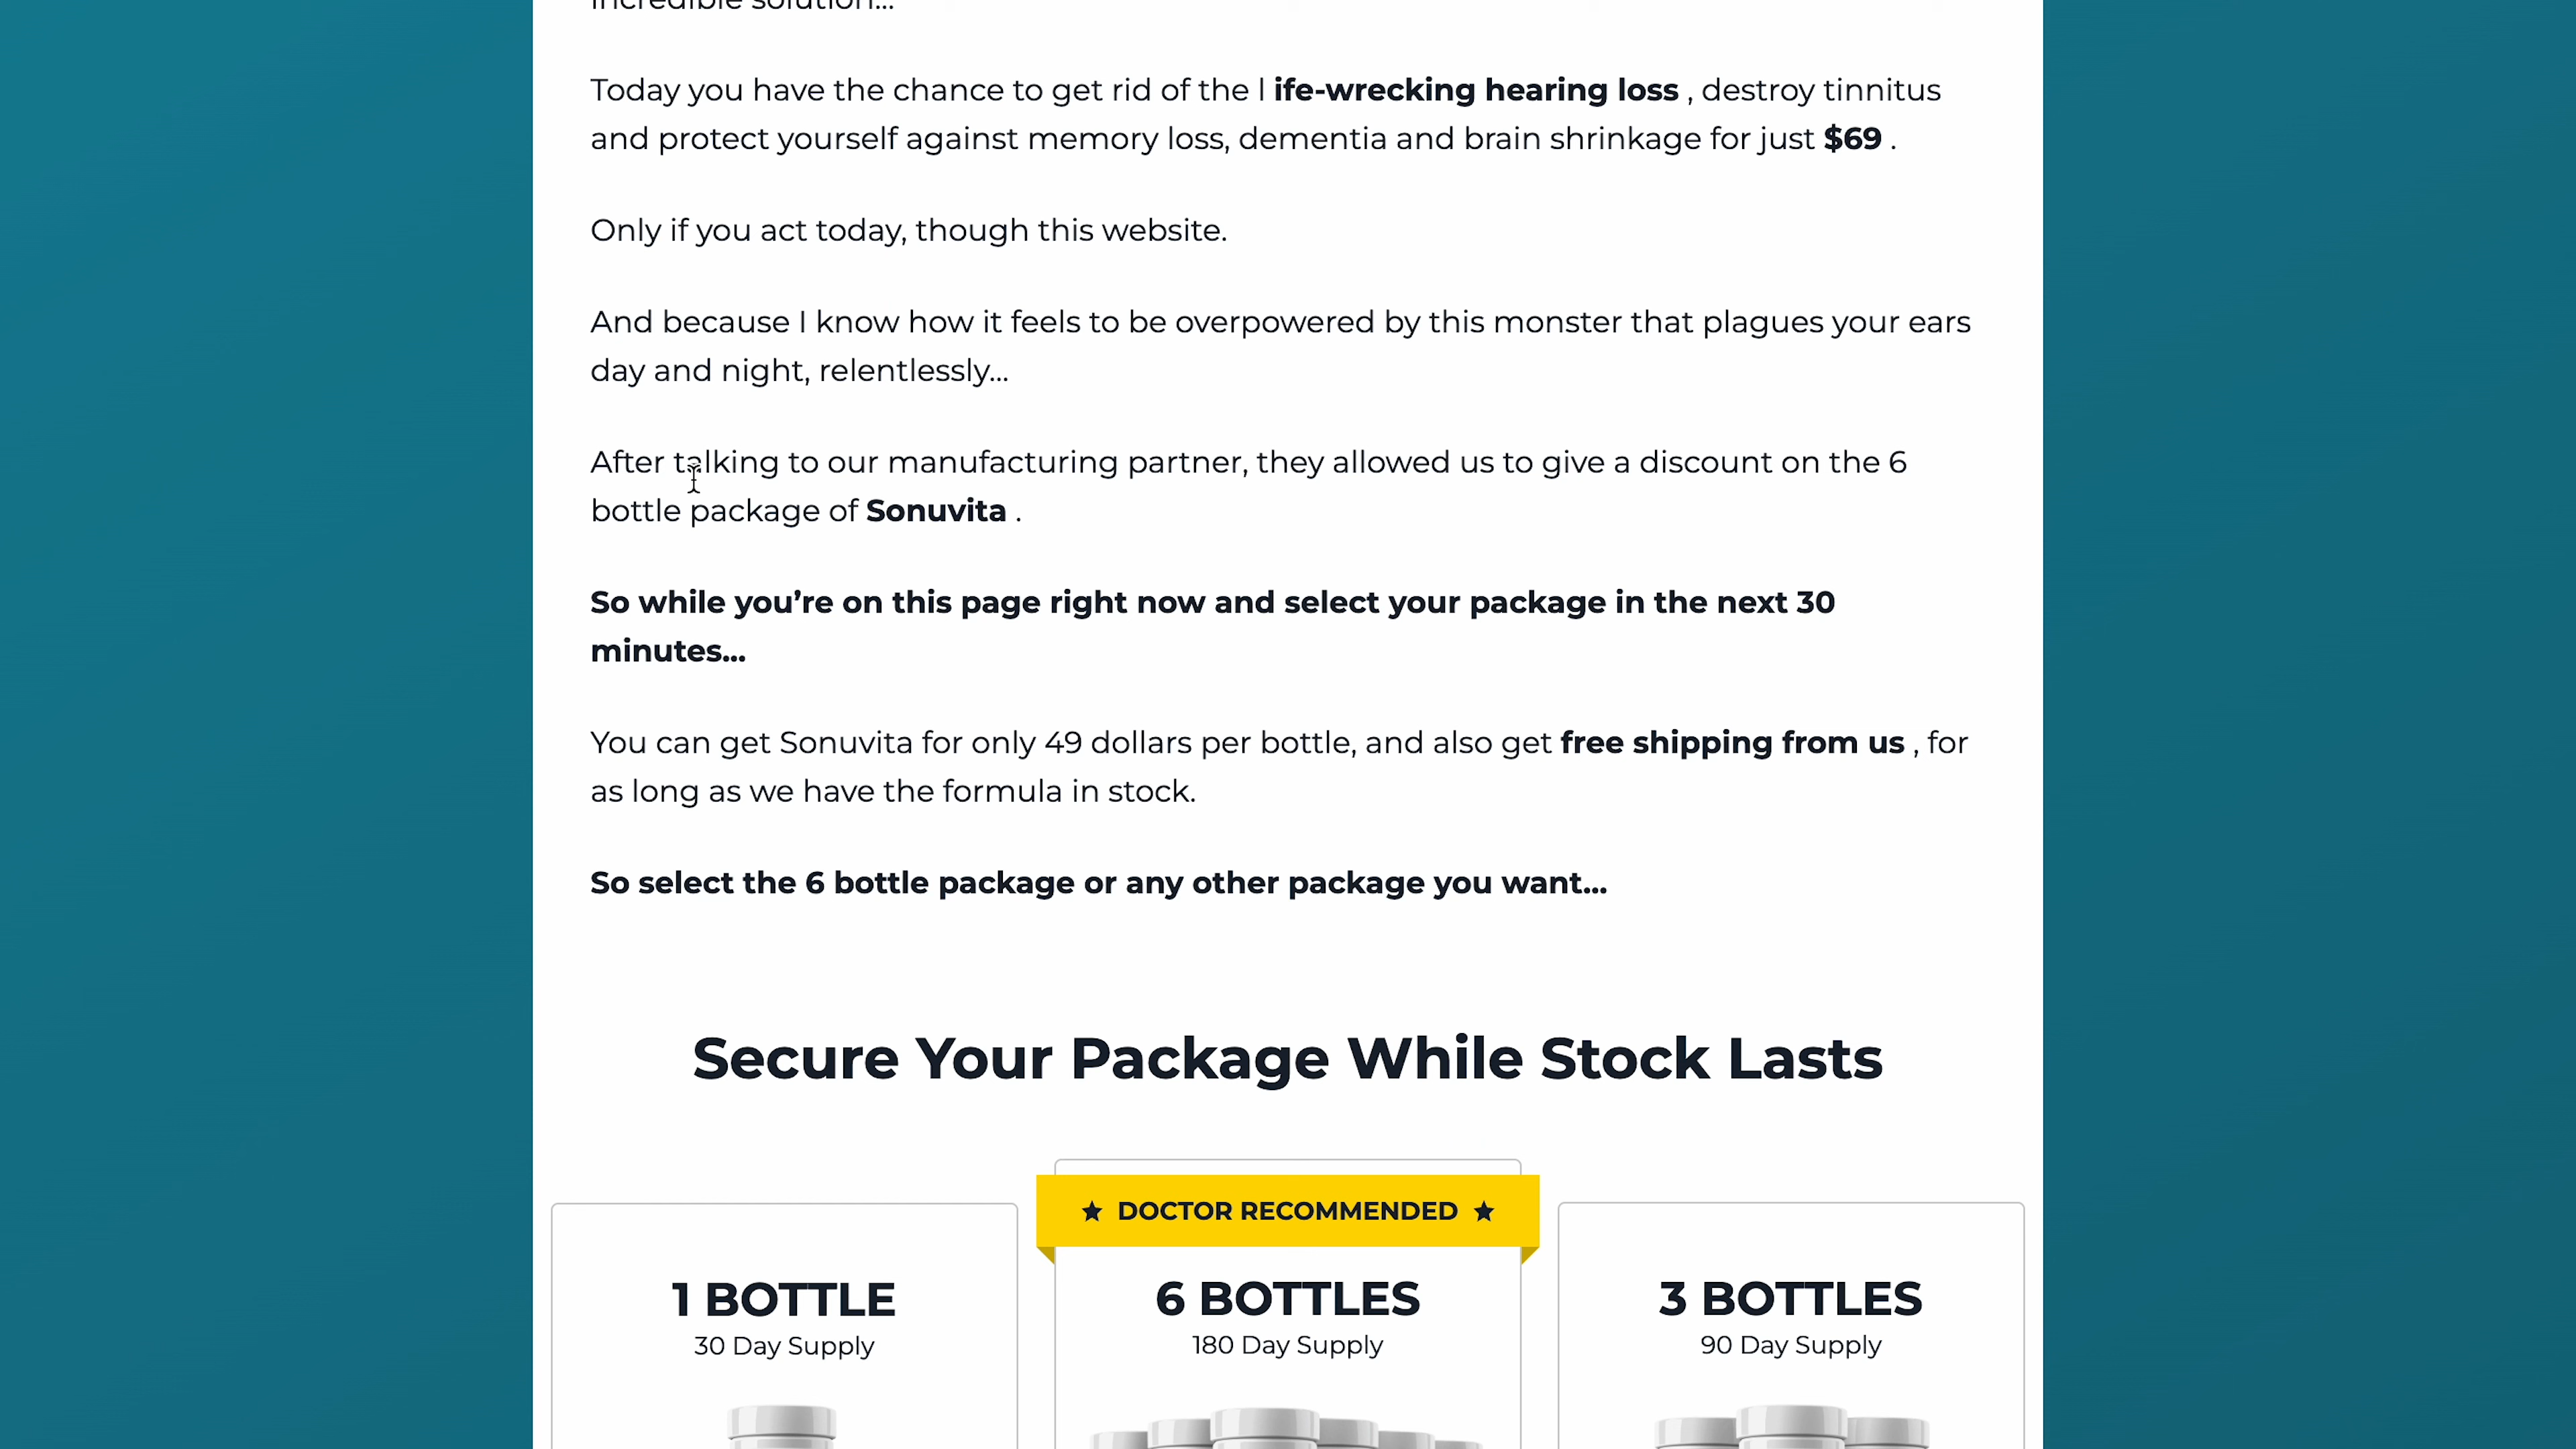 incredible solution...
Today you have the chance to get rid of the l ife-wrecking hearing loss , destroy tinnitus
and protect yourself against memory loss, dementia and brain shrinkage for just $69 .
Only if you act today, though this website.
And because I know how it feels to be overpowered by this monster that plagues your ears
day and night, relentlessly...
After talking to our manufacturing partner, they allowed us to give a discount on the 6
bottle package of Sonuvita .
So while you’re on this page right now and select your package in the next 30
minutes...
You can get Sonuvita for only 49 dollars per bottle, and also get free shipping from us , for
as long as we have the formula in stock.
So select the 6 bottle package or any other package you want...
Secure Your Package While Stock Lasts
★ DOCTOR RECOMMENDED ★
1 BOTTLE
30 Day Supply
6 BOTTLES
180 Day Supply
3 BOTTLES
90 Day Supply